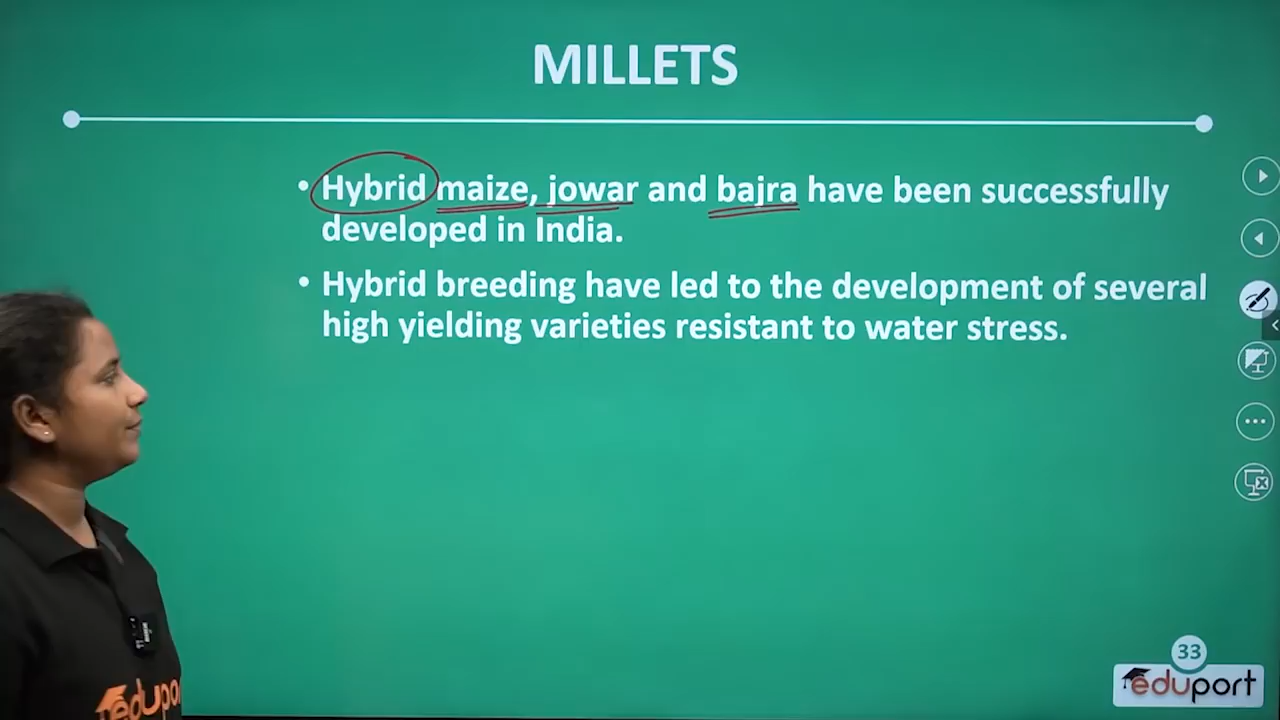 MILLETS
• Hybrid maize, jowar and bajra have been successfully
developed in India.
• Hybrid breeding have led to the development of several
high yielding varieties resistant to water stress.
33
eduport
eduport